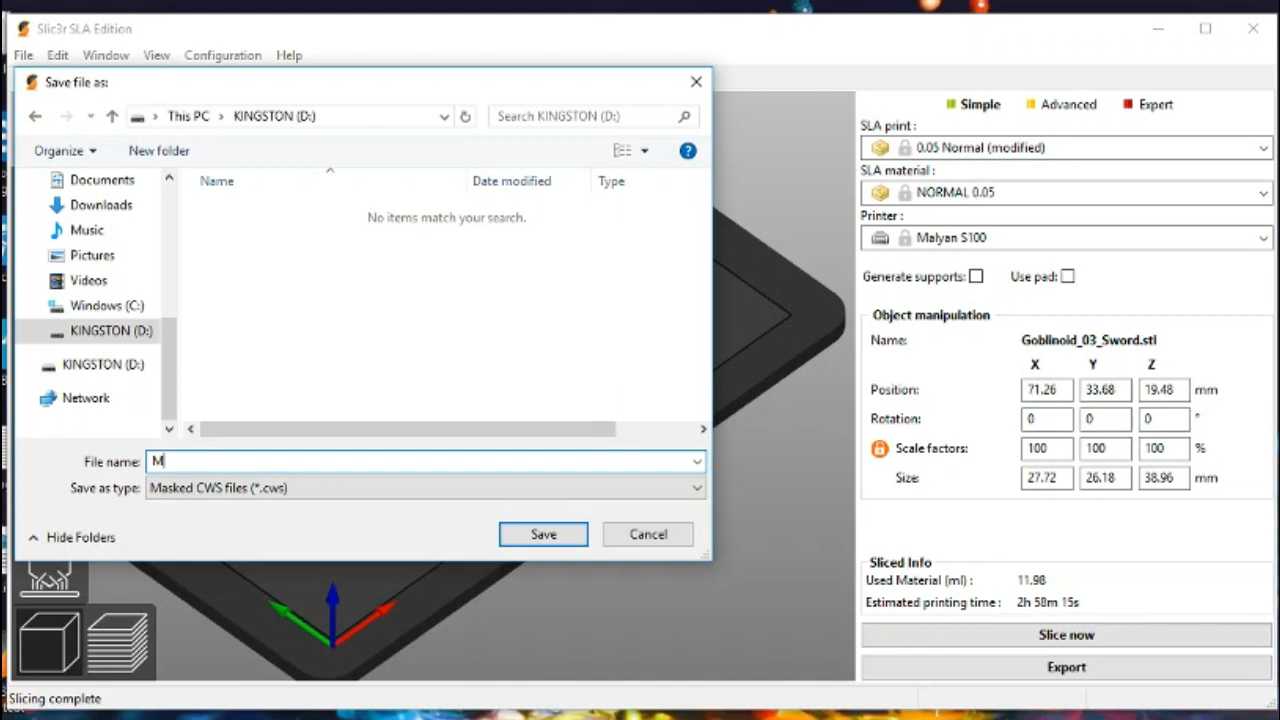 Slic3r SLA Edition
File Edit Window View Configuration Help
Save file as:
This PC > KINGSTON (D:)
Search KINGSTON (D:)
Organize
New folder
Documents
Downloads
Music
Pictures
Videos
Windows (C:)
KINGSTON (D:)
KINGSTON (D:)
Network
Name Date modified Type
No items match your search.
File name: M
Save as type: Masked CWS files (*.cws)
Hide Folders
Save Cancel
Simple Advanced Expert
SLA print :
0.05 Normal (modified)
SLA material :
NORMAL 0.05
Printer :
Malyan S100
Generate supports: Use pad:
Object manipulation
Name: Goblinoid_03_Sword.stl
X Y Z
Position: 71.26 33.68 19.48 mm
Rotation: 0 0 0 °
Scale factors: 100 100 100 %
Size: 27.72 26.18 38.96 mm
Sliced Info
Used Material (ml) : 11.98
Estimated printing time : 2h 58m 15s
Slice now
Export
Slicing complete